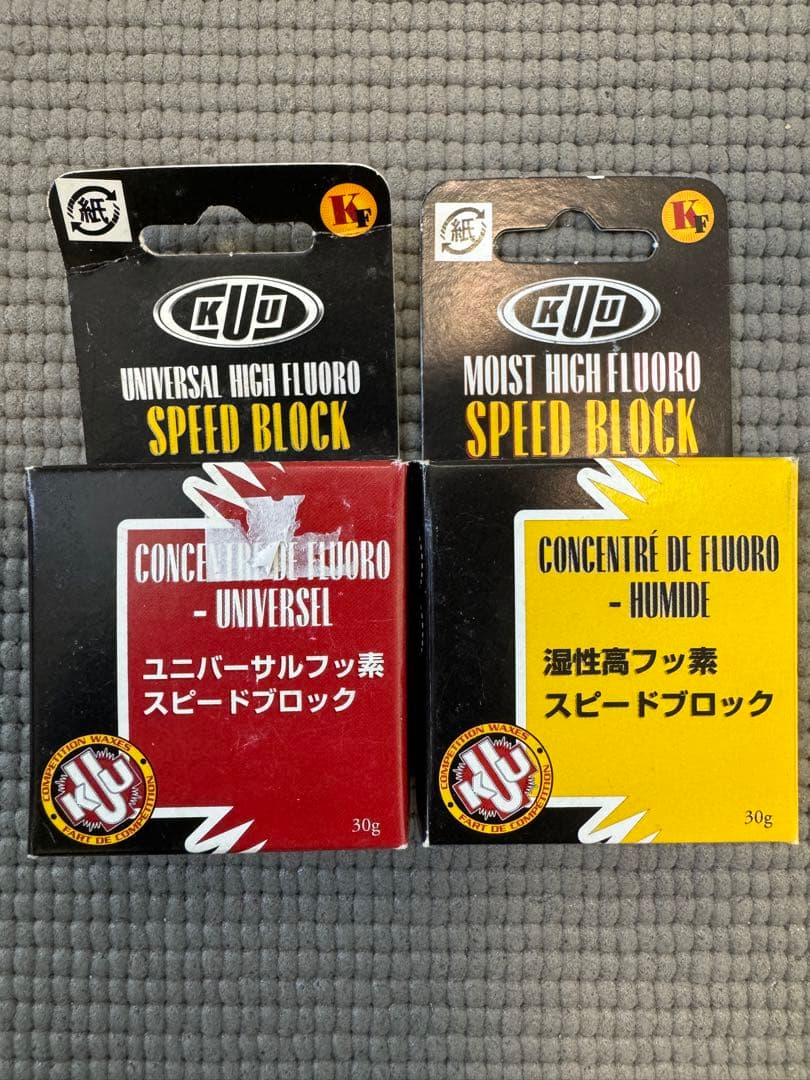 紙
KF
KUU
UNIVERSAL HIGH FLUORO
SPEED BLOCK
CONCENTRÉ DE FLUORO
- UNIVERSEL
ユニバーサルフッ素
スピードブロック
COMPETITION WAXES
KUU
FART DE COMPETITION
30g
紙
KF
KUU
MOIST HIGH FLUORO
SPEED BLOCK
CONCENTRÉ DE FLUORO
- HUMIDE
湿性高フッ素
スピードブロック
COMPETITION WAXES
KUU
FART DE COMPETITION
30g